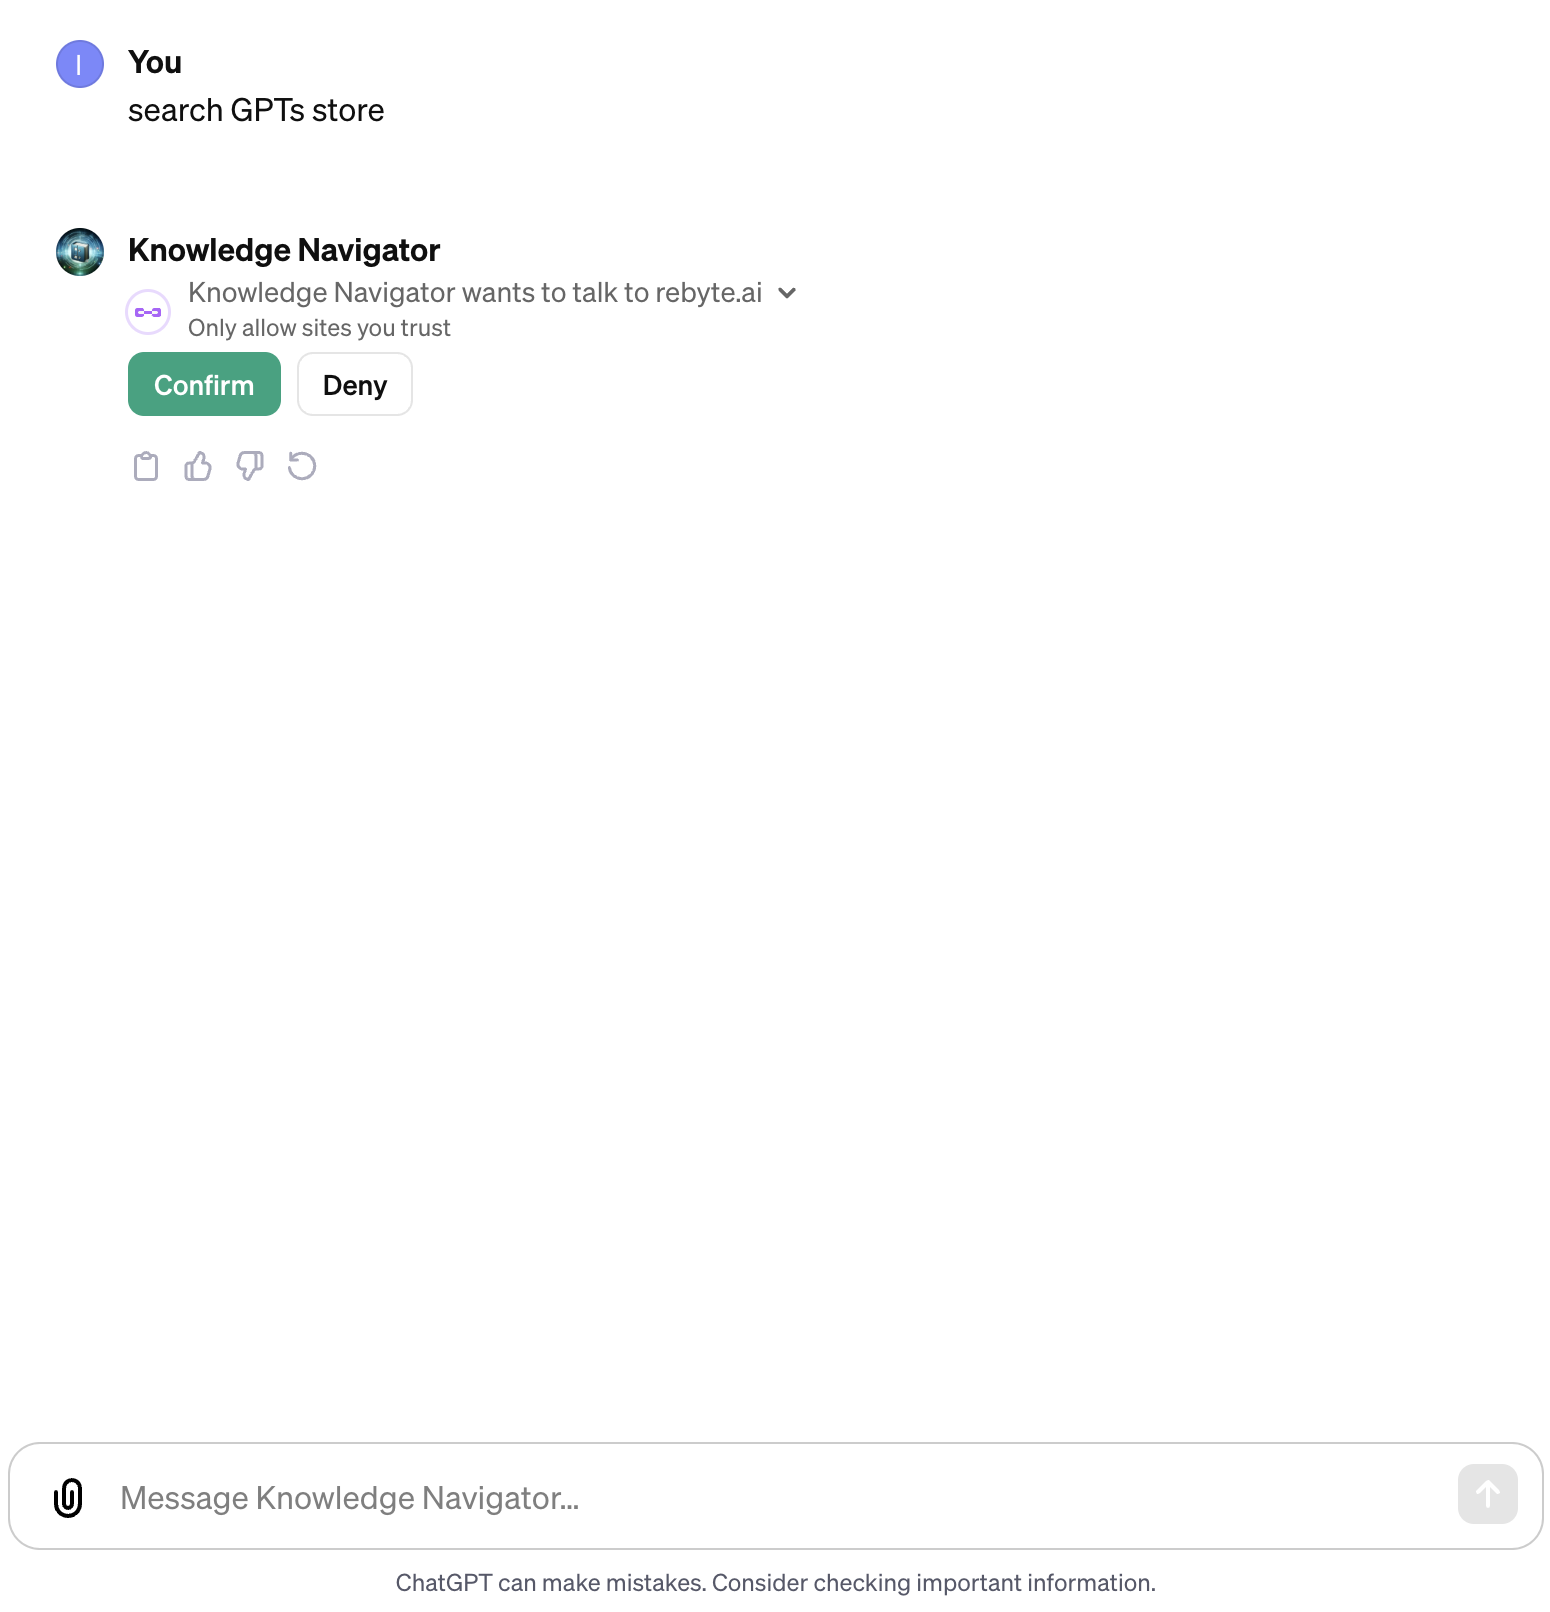 I
You
search GPTs store
Knowledge Navigator
Knowledge Navigator wants to talk to rebyte.ai
Only allow sites you trust
Confirm
Deny
Message Knowledge Navigator...
ChatGPT can make mistakes. Consider checking important information.